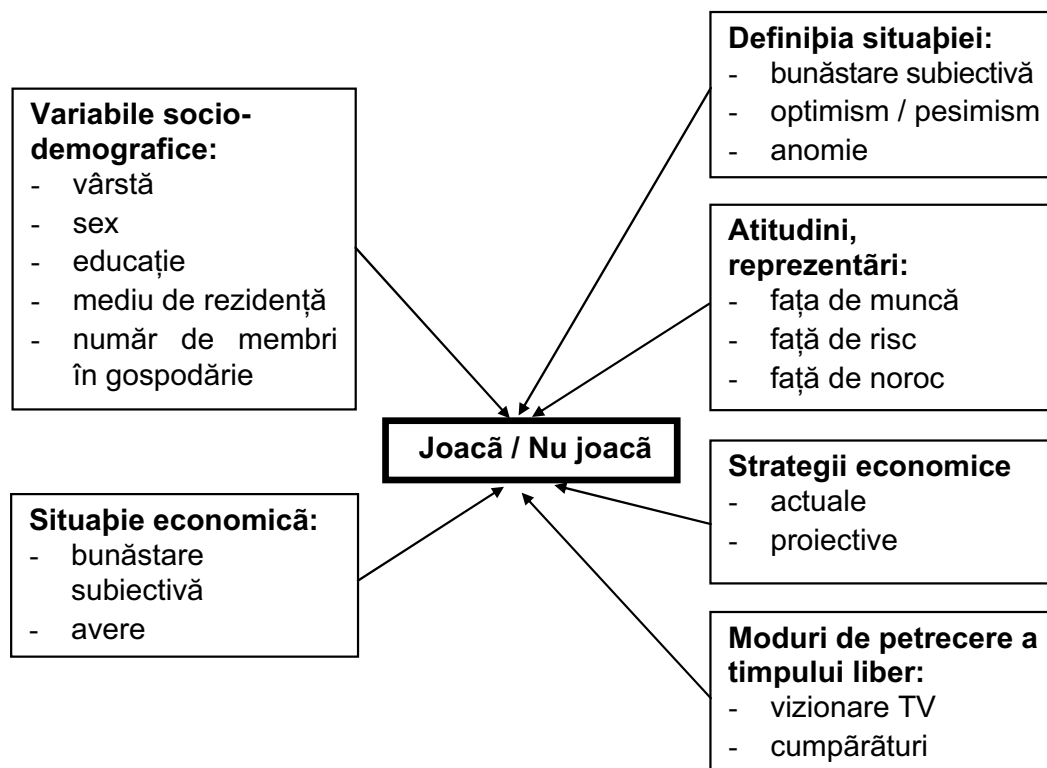 Variabile socio-
demografice:
- vârstă
- sex
- educație
- mediu de rezidență
- număr de membri
în gospodărie
Situaþie economicã:
- bunăstare
subiectivă
- avere
Joacã / Nu joacã
Definiþia situaþiei:
- bunăstare subiectivă
- optimism / pesimism
- anomie
Atitudini,
reprezentãri:
- fața de muncă
- față de risc
- față de noroc
Strategii economice
- actuale
- proiective
Moduri de petrecere a
timpului liber:
- vizionare TV
- cumpãrãturi